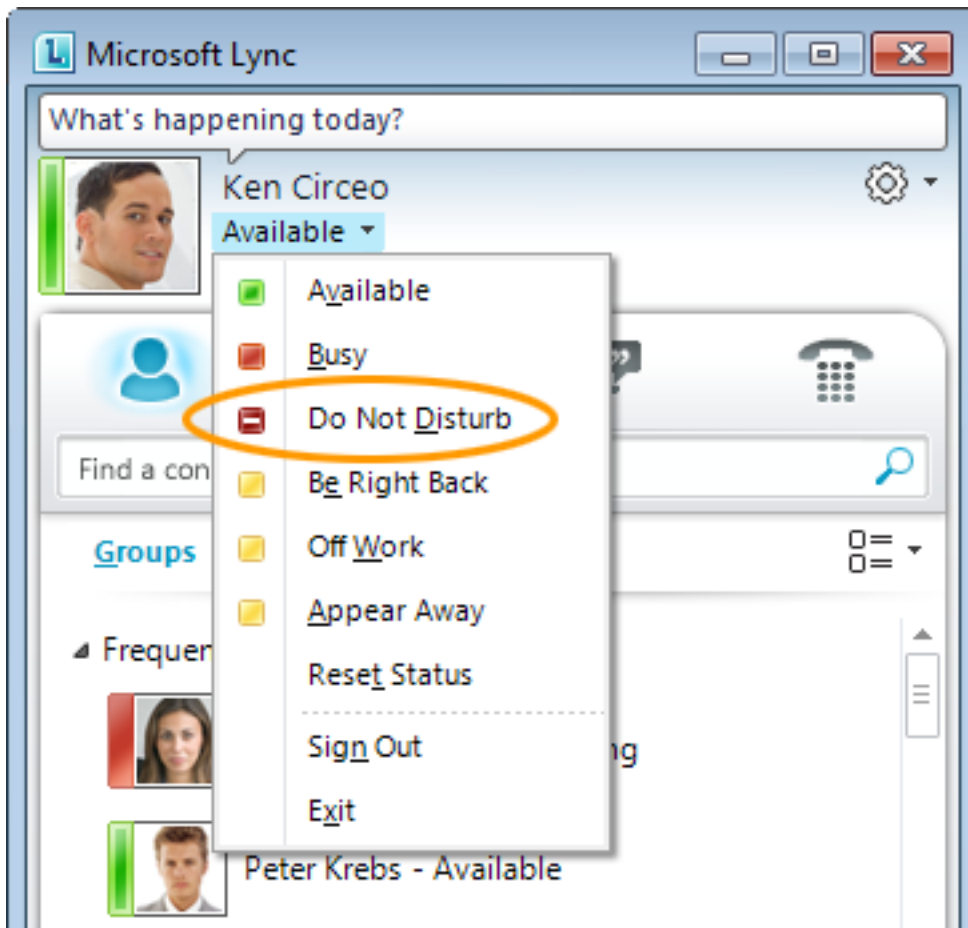 Microsoft Lync
What's happening today?
Ken Circeo
Available
Available
Busy
Do Not Disturb
Find a con
Be Right Back
Groups
Off Work
Appear Away
Frequen
Reset Status
Sign Out
ng
Exit
Peter Krebs - Available